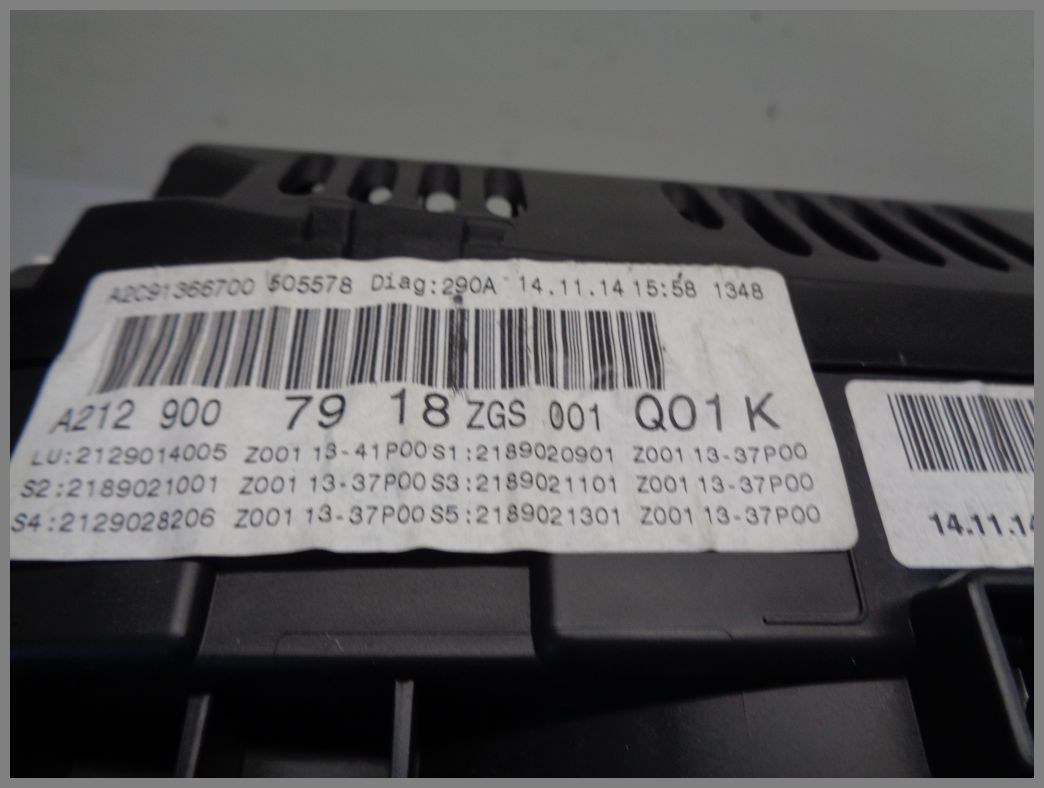 A2C91366700 505578 Diag:290A 14.11.14 15:58 1348
A212 900 79 18 ZGS 001 Q01 K
LU:2129014005 Z001 13-41P00 S1:2189020901 Z001 13-37P00
S2:2189021001 Z001 13-37P00 S3:2189021101 Z001 13-37P00
S4:2129028206 Z001 13-37P00 S5:2189021301 Z001 13-37P00
14.11.14